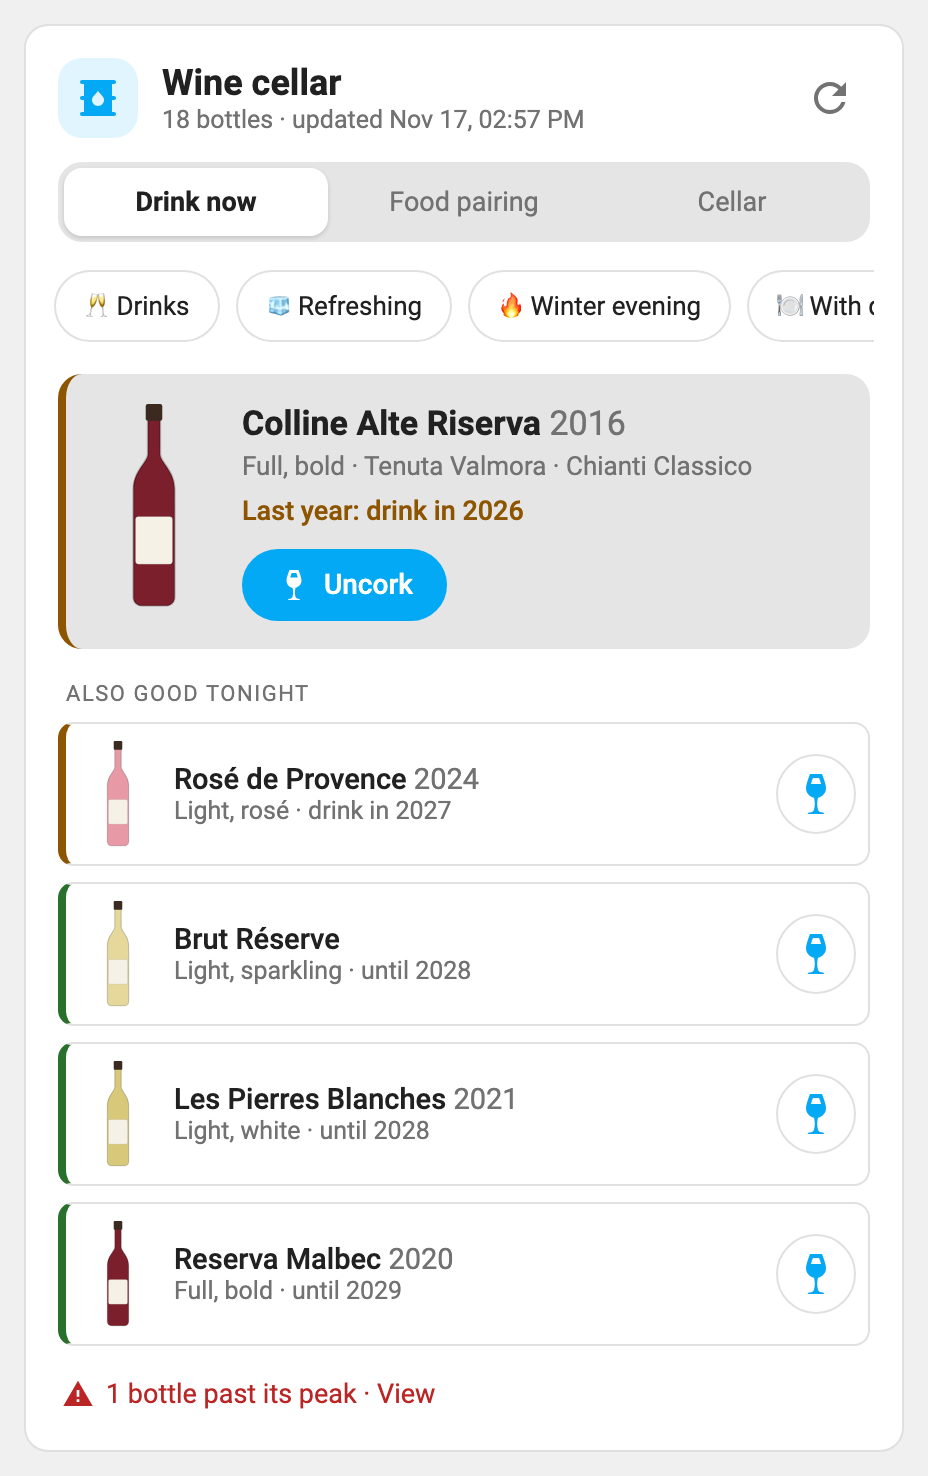 Wine cellar
18 bottles · updated Nov 17, 02:57 PM
Drink now
Food pairing
Cellar
🥂 Drinks
🧊 Refreshing
🔥 Winter evening
🍽️ With
Colline Alte Riserva 2016
Full, bold · Tenuta Valmora · Chianti Classico
Last year: drink in 2026
Uncork
ALSO GOOD TONIGHT
Rosé de Provence 2024
Light, rosé · drink in 2027
Brut Réserve
Light, sparkling · until 2028
Les Pierres Blanches 2021
Light, white · until 2028
Reserva Malbec 2020
Full, bold · until 2029
1 bottle past its peak · View